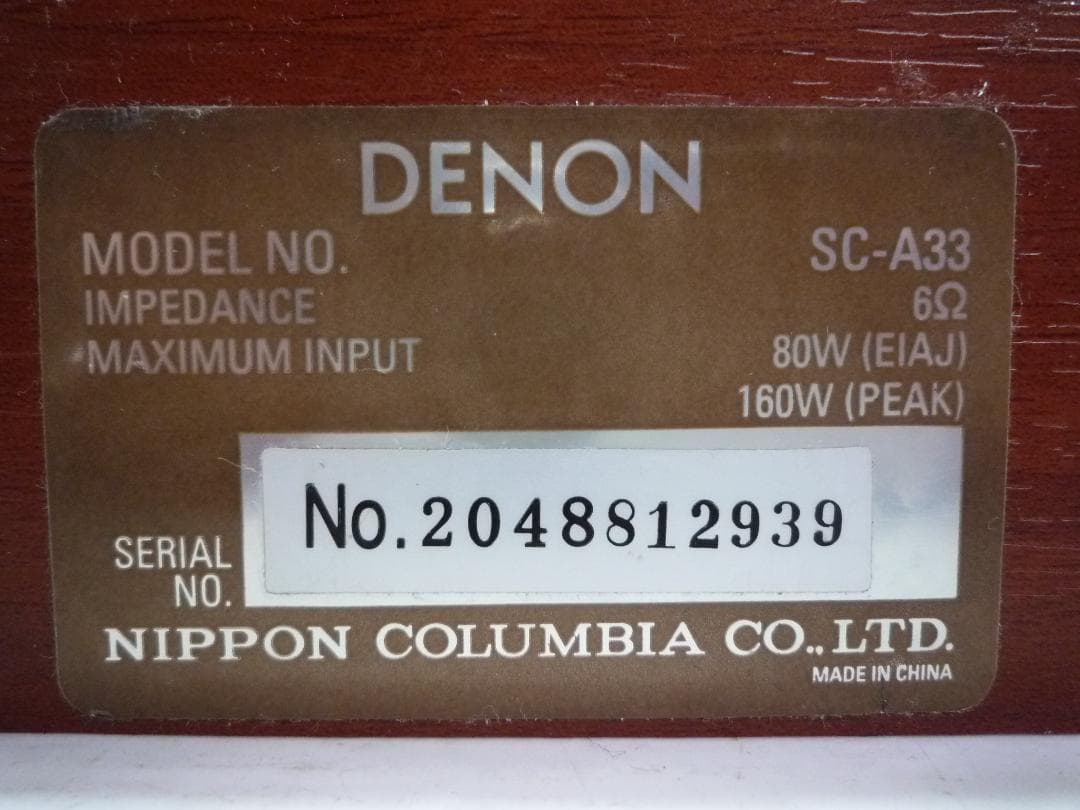 DENON
MODEL NO. SC-A33
IMPEDANCE 6Ω
MAXIMUM INPUT 80W (EIAJ)
160W (PEAK)
SERIAL NO. No.2048812939
NIPPON COLUMBIA CO.,LTD.
MADE IN CHINA